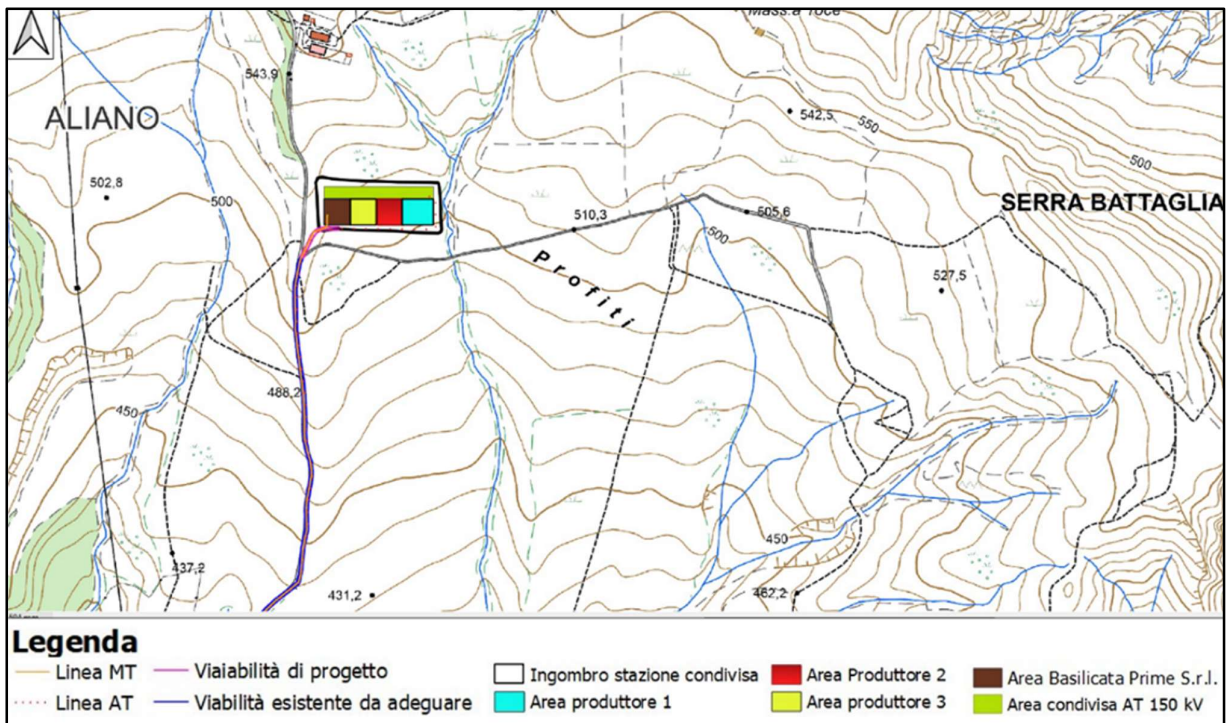 Mass.a Toce
543,9
ALIANO
542,5
550
500
502,8
500
SERRA BATTAGLIA
510,3
505,6
500
Profiti
527,5
488,2
450
450
437,2
431,2
462,2
Legenda
Linea MT
Viaiabilità di progetto
Ingombro stazione condivisa
Area Produttore 2
Area Basilicata Prime S.r.l.
Linea AT
Viabilità esistente da adeguare
Area produttore 1
Area produttore 3
Area condivisa AT 150 kV